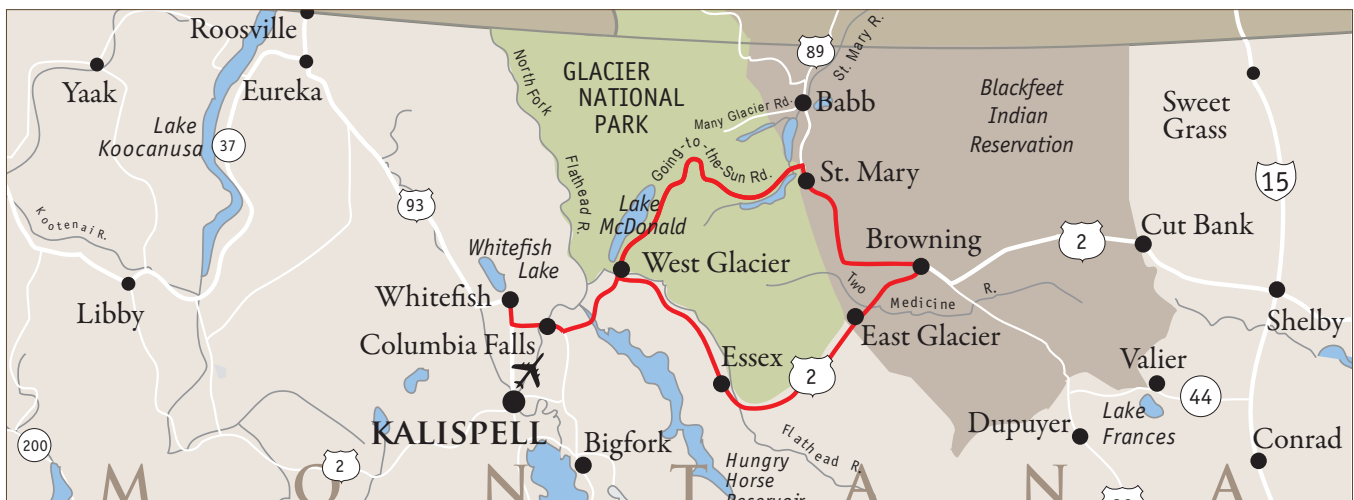 Roosville
Yaak
Eureka
Lake
Koocanusa
37
93
Kootenai R.
Libby
North Fork
Flathead R.
GLACIER
NATIONAL
PARK
Many Glacier Rd.
Going-to-the-Sun Rd.
Lake
McDonald
89
St. Mary R.
Babb
St. Mary
Blackfeet
Indian
Reservation
Sweet
Grass
15
Whitefish
Lake
Whitefish
West Glacier
Browning
2
Cut Bank
Two
Medicine
R.
Columbia Falls
East Glacier
Shelby
Essex
2
Valier
44
KALISPELL
Bigfork
Flathead R.
Dupuyer
Lake
Frances
Conrad
200
2
Hungry
Horse
Reservoir
MONTANA